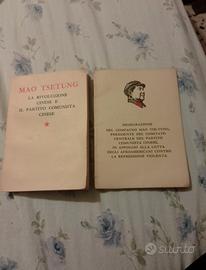 MAO TSETUNG
LA RIVOLUZIONE
CINESE E
IL PARTITO COMUNISTA
CINESE
DICHIARAZIONE
DEL COMPAGNO MAO TSE-TUNG,
PRESIDENTE DEL COMITATO
CENTRALE DEL PARTITO
COMUNISTA CINESE,
IN APPOGGIO ALLA LOTTA
DEGLI AFROAMERICANI CONTRO
LA REPRESSIONE VIOLENTA
subito